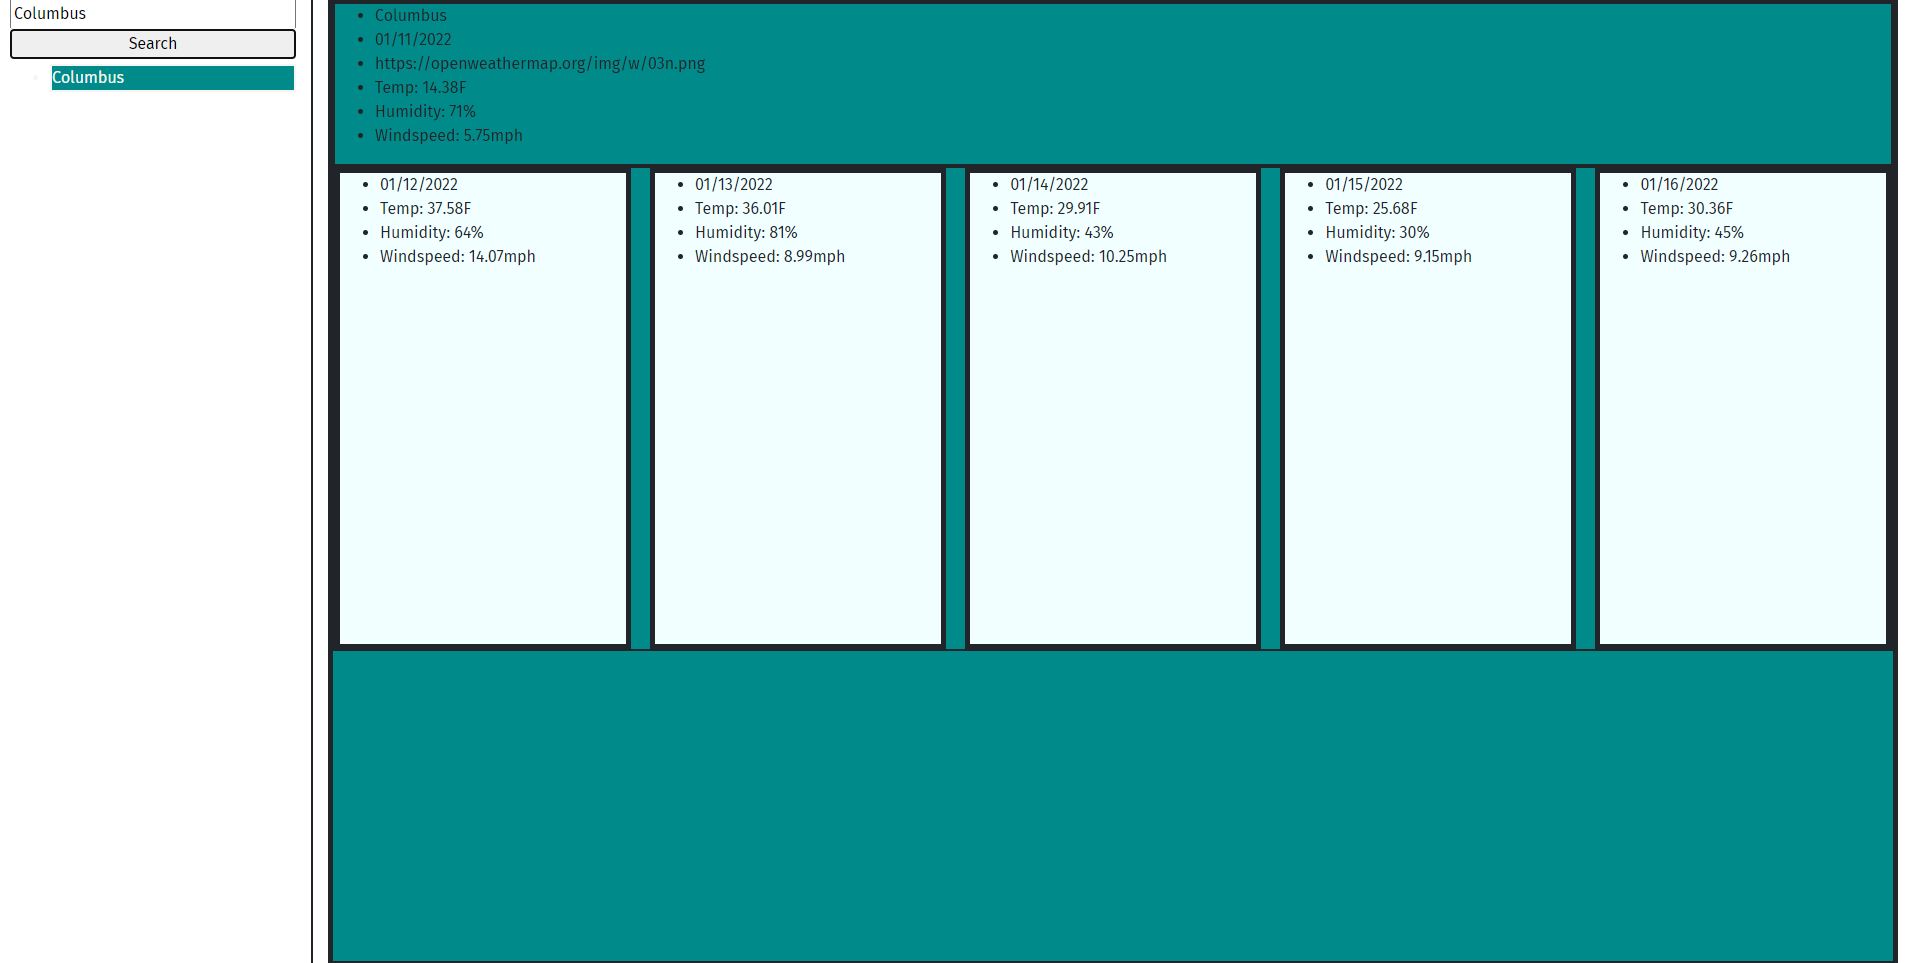 Columbus
Search
Columbus
Columbus
01/11/2022
https://openweathermap.org/img/w/03n.png
Temp: 14.38F
Humidity: 71%
Windspeed: 5.75mph
01/12/2022
Temp: 37.58F
Humidity: 64%
Windspeed: 14.07mph
01/13/2022
Temp: 36.01F
Humidity: 81%
Windspeed: 8.99mph
01/14/2022
Temp: 29.91F
Humidity: 43%
Windspeed: 10.25mph
01/15/2022
Temp: 25.68F
Humidity: 30%
Windspeed: 9.15mph
01/16/2022
Temp: 30.36F
Humidity: 45%
Windspeed: 9.26mph